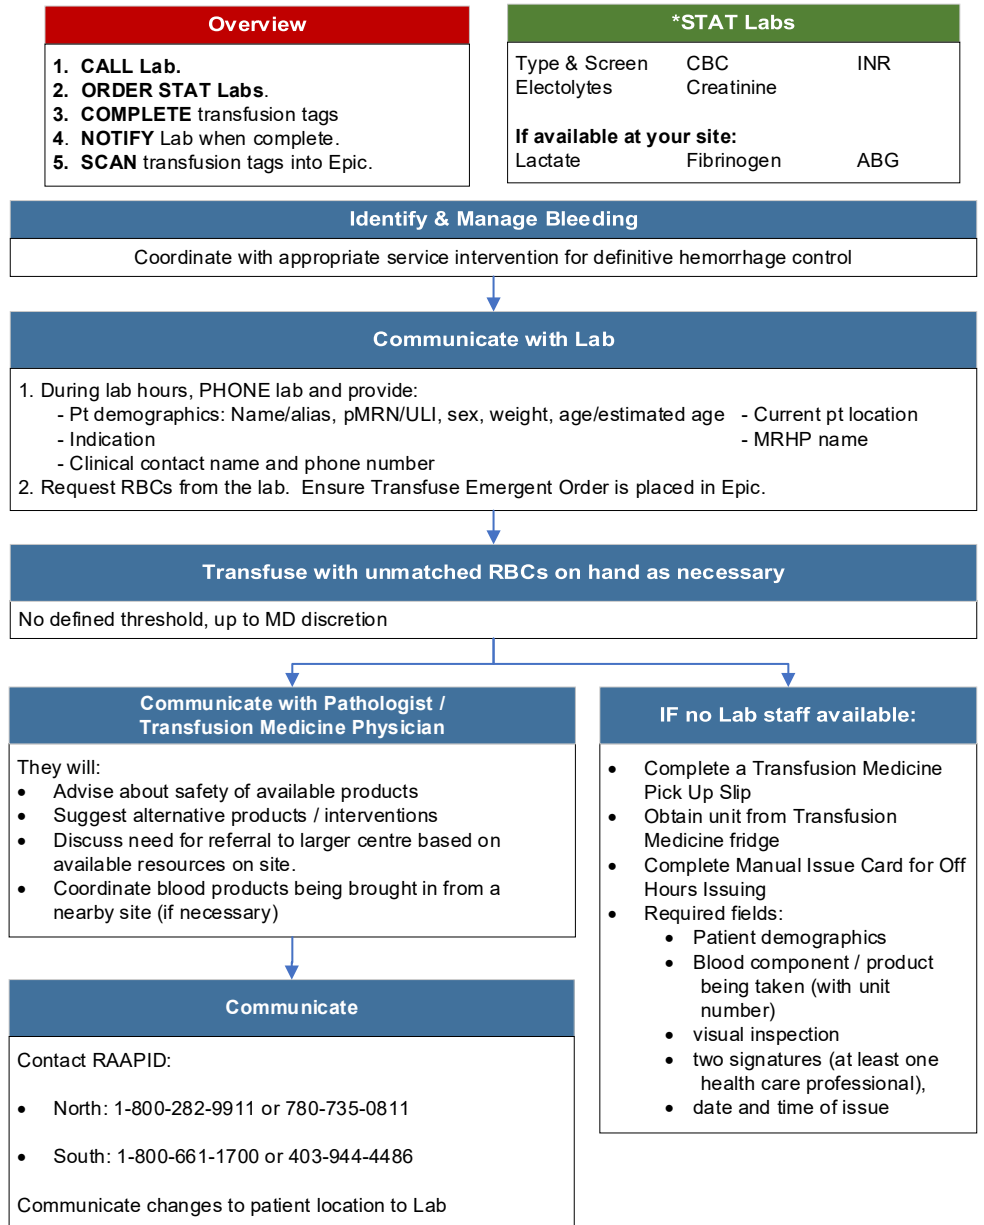 Overview
1. CALL Lab.
2. ORDER STAT Labs.
3. COMPLETE transfusion tags
4. NOTIFY Lab when complete.
5. SCAN transfusion tags into Epic.
*STAT Labs
Type & Screen CBC INR
Electolytes Creatinine
If available at your site:
Lactate Fibrinogen ABG
Identify & Manage Bleeding
Coordinate with appropriate service intervention for definitive hemorrhage control
Communicate with Lab
1. During lab hours, PHONE lab and provide:
- Pt demographics: Name/alias, pMRN/ULI, sex, weight, age/estimated age - Current pt location
- Indication - MRHP name
- Clinical contact name and phone number
2. Request RBCs from the lab. Ensure Transfuse Emergent Order is placed in Epic.
Transfuse with unmatched RBCs on hand as necessary
No defined threshold, up to MD discretion
Communicate with Pathologist /
Transfusion Medicine Physician
They will:
• Advise about safety of available products
• Suggest alternative products / interventions
• Discuss need for referral to larger centre based on
available resources on site.
• Coordinate blood products being brought in from a
nearby site (if necessary)
Communicate
Contact RAAPID:
• North: 1-800-282-9911 or 780-735-0811
• South: 1-800-661-1700 or 403-944-4486
Communicate changes to patient location to Lab
IF no Lab staff available:
• Complete a Transfusion Medicine
Pick Up Slip
• Obtain unit from Transfusion
Medicine fridge
• Complete Manual Issue Card for Off
Hours Issuing
• Required fields:
• Patient demographics
• Blood component / product
being taken (with unit
number)
• visual inspection
• two signatures (at least one
health care professional),
• date and time of issue